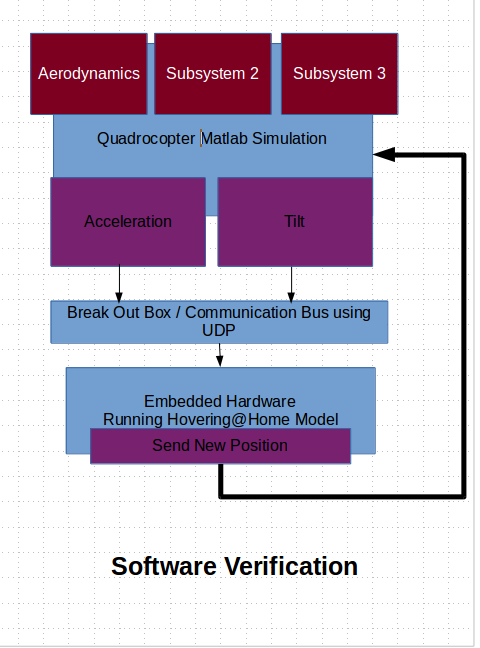 Aerodynamics
Subsystem 2
Subsystem 3
Quadrocopter Matlab Simulation
Acceleration
Tilt
Break Out Box / Communication Bus using
UDP
Embedded Hardware
Running Hovering@Home Model
Send New Position
Software Verification